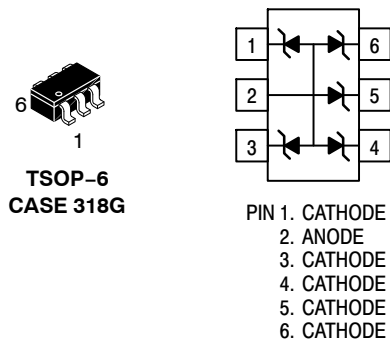 6
1
TSOP–6
CASE 318G
1
6
2
5
3
4
PIN 1. CATHODE
2. ANODE
3. CATHODE
4. CATHODE
5. CATHODE
6. CATHODE